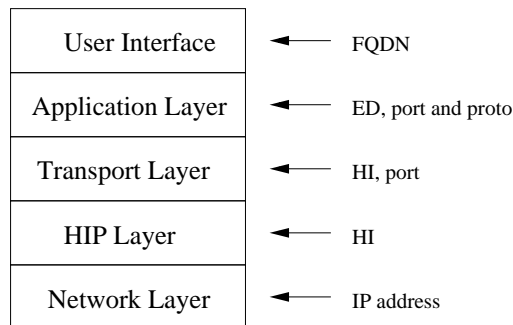 User Interface FQDN
Application Layer ED, port and proto
Transport Layer HI, port
HIP Layer HI
Network Layer IP address